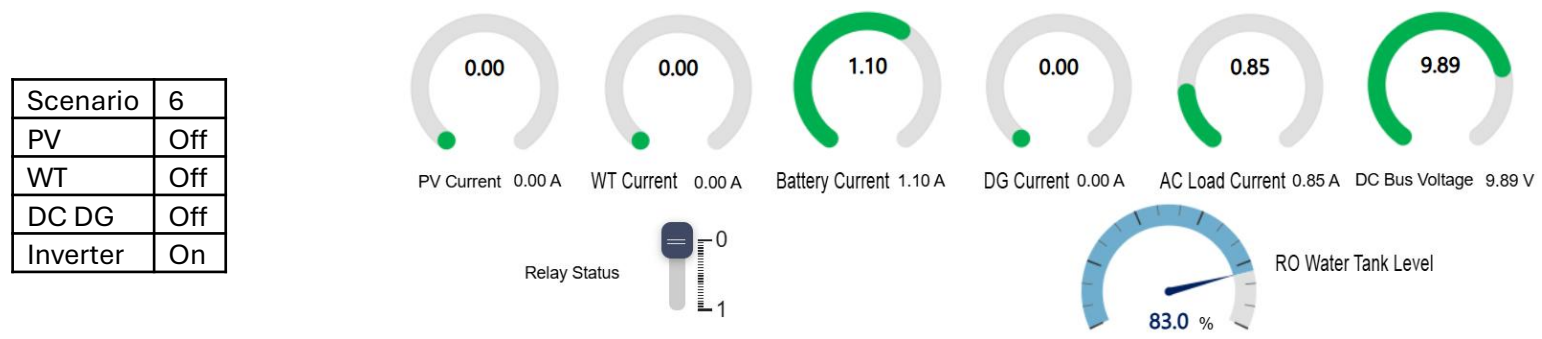 Scenario 6
PV Off
WT Off
DC DG Off
Inverter On
0.00 0.00 1.10 0.00 0.85 9.89
PV Current 0.00 A WT Current 0.00 A Battery Current 1.10 A DG Current 0.00 A AC Load Current 0.85 A DC Bus Voltage 9.89 V
Relay Status
0
1
RO Water Tank Level
83.0 %